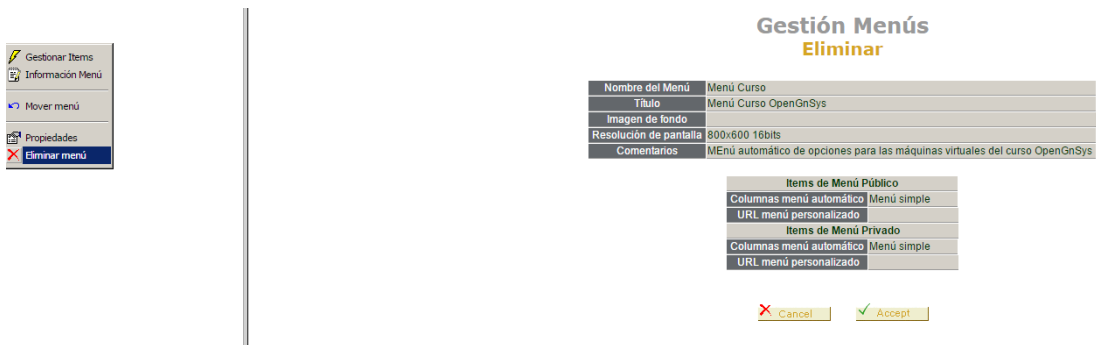 Gestionar Items
Información Menú
Mover menú
Propiedades
Eliminar menú
Gestión Menús
Eliminar
Nombre del Menú Menú Curso
Título Menú Curso OpenGnSys
Imagen de fondo
Resolución de pantalla 800x600 16bits
Comentarios MEnú automático de opciones para las máquinas virtuales del curso OpenGnSys
Items de Menú Público
Columnas menú automático Menú simple
URL menú personalizado
Items de Menú Privado
Columnas menú automático Menú simple
URL menú personalizado
Cancel Accept